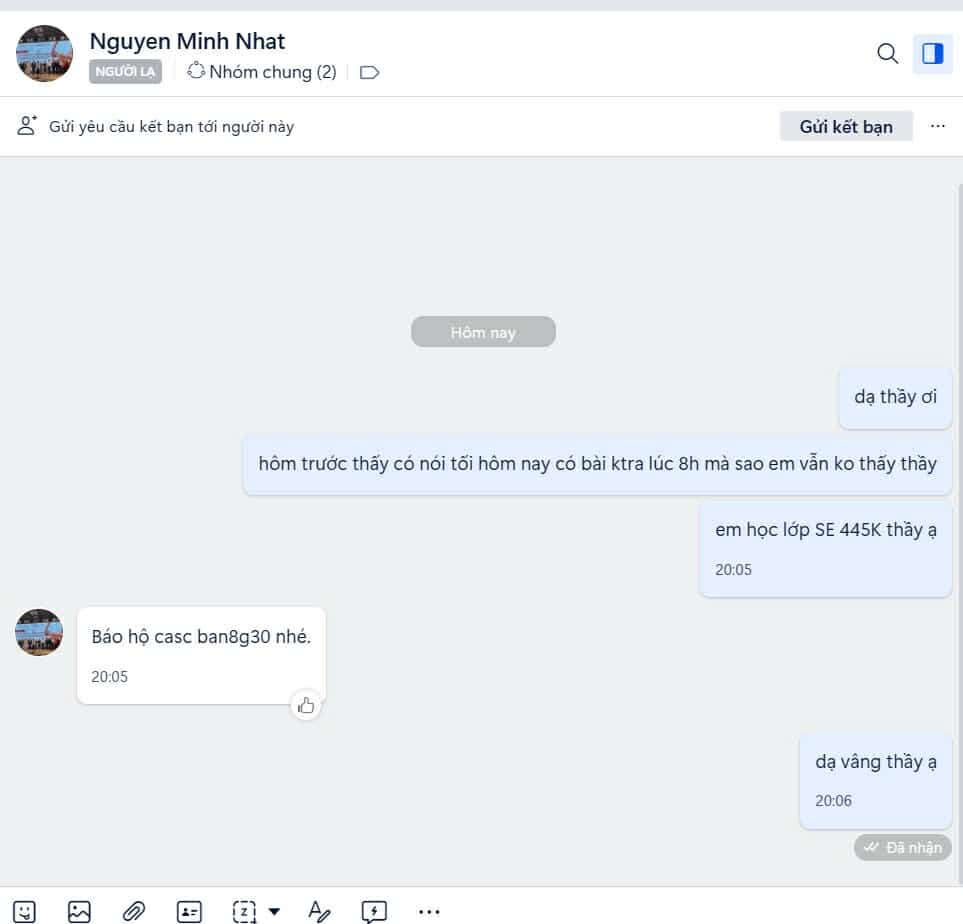 Nguyen Minh Nhat
NGƯỜI LẠ
Nhóm chung (2)
Gửi yêu cầu kết bạn tới người này
Gửi kết bạn
Hôm nay
dạ thầy ơi
hôm trước thấy có nói tối hôm nay có bài ktra lúc 8h mà sao em vẫn ko thấy thầy
em học lớp SE 445K thầy ạ
20:05
Báo hộ casc ban8g30 nhé.
20:05
dạ vâng thầy ạ
20:06
Đã nhận